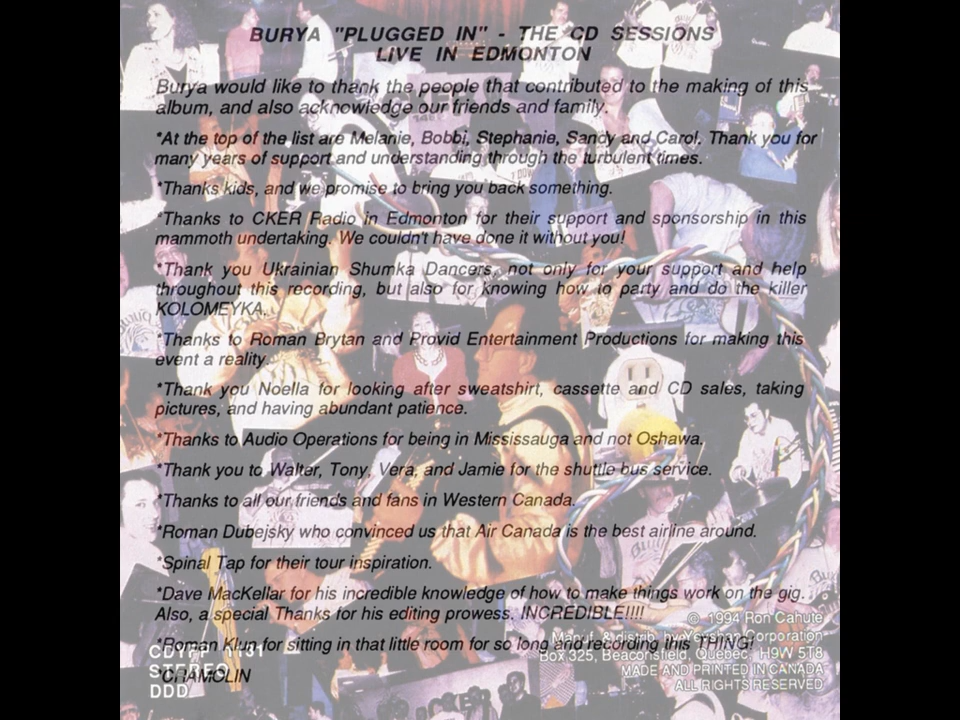 BURYA "PLUGGED IN" - THE CD SESSIONS
LIVE IN EDMONTON
Burya would like to thank the people that contributed to the making of this
album, and also acknowledge our friends and family.
*At the top of the list are Melanie, Bobbi, Stephanie, Sandy and Carol. Thank you for
many years of support and understanding through the turbulent times.
*Thanks kids, and we promise to bring you back something.
*Thanks to CKER Radio in Edmonton for their support and sponsorship in this
mammoth undertaking. We couldn't have done it without you!
*Thank you Ukrainian Shumka Dancers, not only for your support and help
throughout this recording, but also for knowing how to party and do the killer
KOLOMEYKA.
*Thanks to Roman Brytan and Provid Entertainment Productions for making this
event a reality.
*Thank you Noella for looking after sweatshirt, cassette and CD sales, taking
pictures, and having abundant patience.
*Thanks to Audio Operations for being in Mississauga and not Oshawa.
*Thank you to Walter, Tony, Vera, and Jamie for the shuttle bus service.
*Thanks to all our friends and fans in Western Canada.
*Roman Dubejsky who convinced us that Air Canada is the best airline around.
*Spinal Tap for their tour inspiration.
*Dave MacKellar for his incredible knowledge of how to make things work on the gig.
Also, a special Thanks for his editing prowess. INCREDIBLE!!!!
*Roman Klun for sitting in that little room for so long and recording this THING!
*CHAMOLIN
STEREO
DDD
© 1994 Ron Cahute
Manuf. & distrib. by Yevshan Corporation
Box 325, Beaconsfield, Quebec, H9W 5T8
MADE AND PRINTED IN CANADA
ALL RIGHTS RESERVED